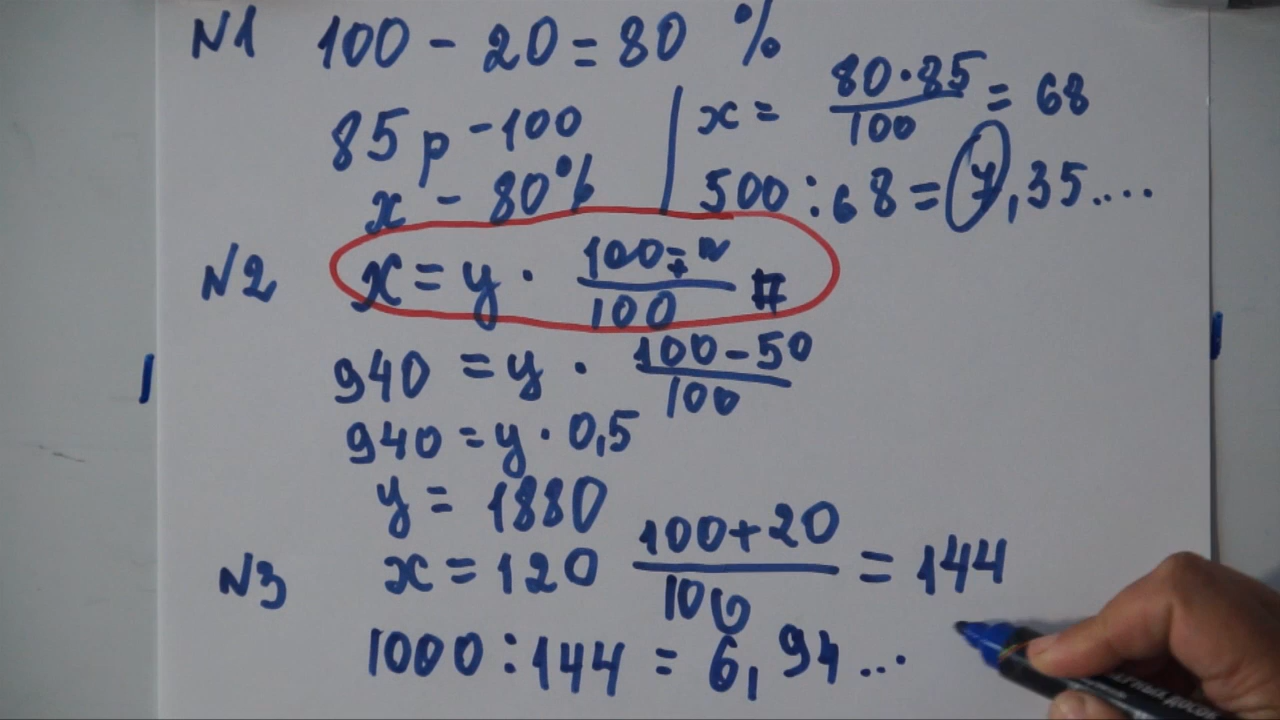 N1 100 - 20 = 80 %
85р - 100
x - 80%
x = 80·85/100 = 68
500 : 68 = 7,35....
N2 x = y · 100∓n/100 #
940 = y · 100-50/100
940 = y · 0,5
y = 1880
N3 x = 120 100+20/100 = 144
1000 : 144 = 6,94...